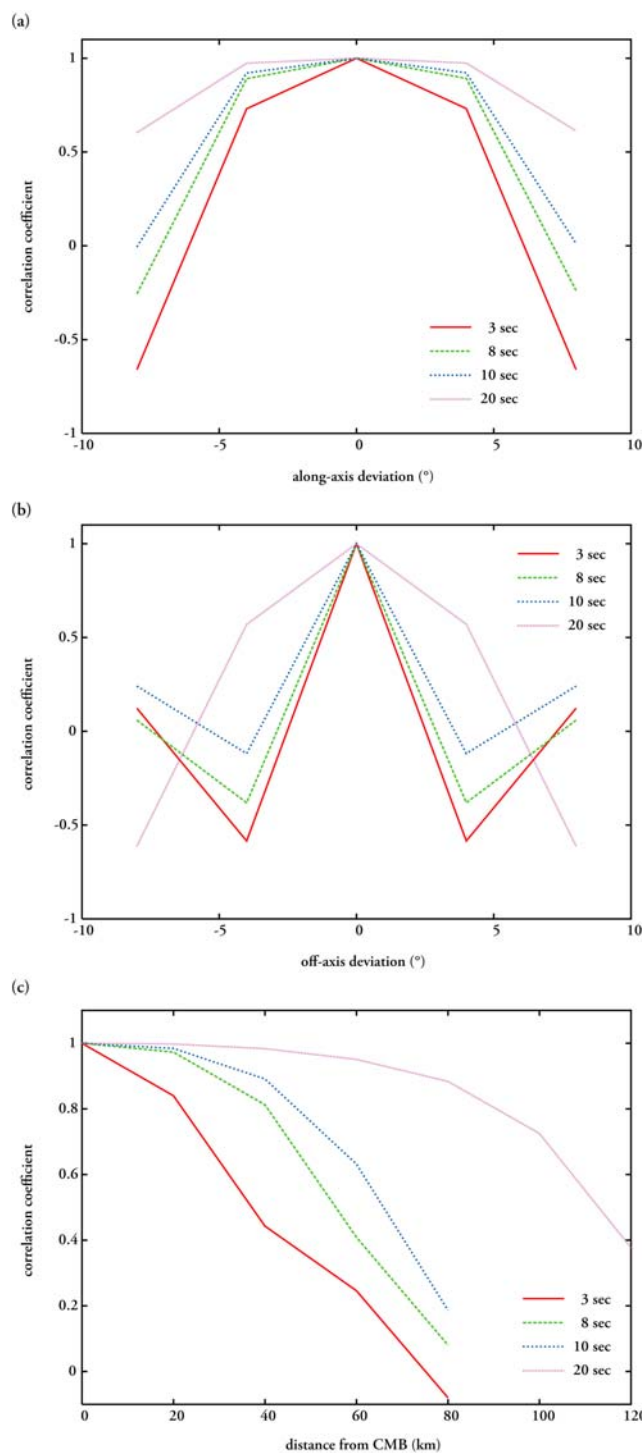 (a)
1
0.5
0
-0.5
-1
correlation coefficient
3 sec
8 sec
10 sec
20 sec
-10
-5
0
5
10
along-axis deviation (°)
(b)
1
0.5
0
-0.5
-1
correlation coefficient
3 sec
8 sec
10 sec
20 sec
-10
-5
0
5
10
off-axis deviation (°)
(c)
1
0.8
0.6
0.4
0.2
0
correlation coefficient
3 sec
8 sec
10 sec
20 sec
0
20
40
60
80
100
120
distance from CMB (km)